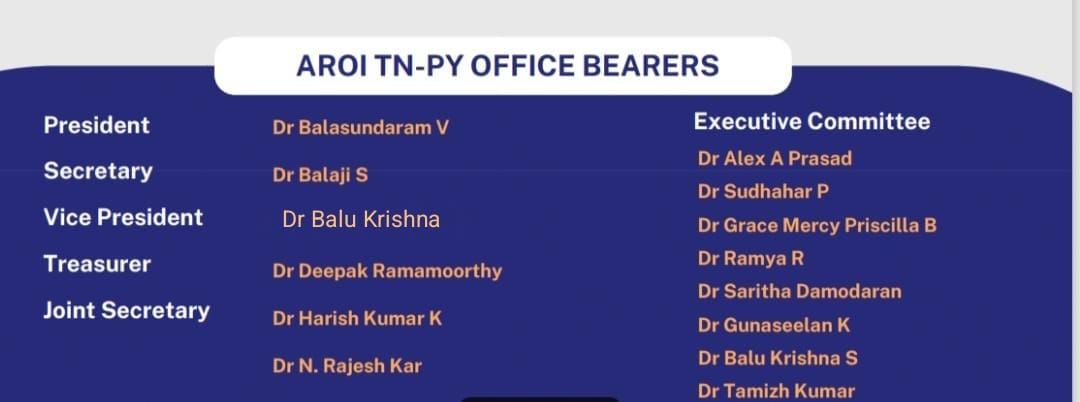 AROI TN-PY OFFICE BEARERS
President
Dr Balasundaram V
Secretary
Dr Balaji S
Vice President
Dr Balu Krishna
Treasurer
Dr Deepak Ramamoorthy
Joint Secretary
Dr Harish Kumar K
Dr N. Rajesh Kar
Executive Committee
Dr Alex A Prasad
Dr Sudhahar P
Dr Grace Mercy Priscilla B
Dr Ramya R
Dr Saritha Damodaran
Dr Gunaseelan K
Dr Balu Krishna S
Dr Tamizh Kumar